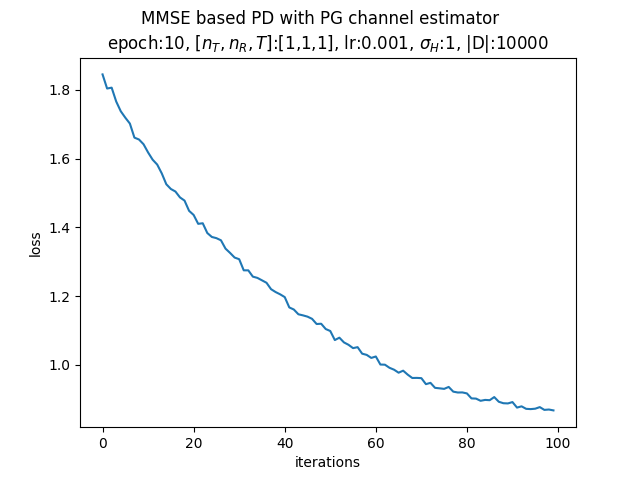 MMSE based PD with PG channel estimator
epoch:10, [n_T, n_R, T]:[1,1,1], lr:0.001, σ_H:1, |D|:10000
1.8
1.6
1.4
1.2
1.0
loss
0 20 40 60 80 100
iterations